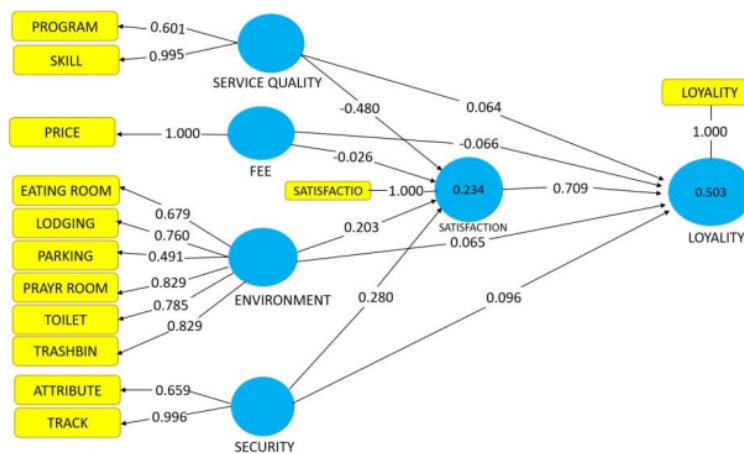 PROGRAM
0.601
SKILL
0.995
SERVICE QUALITY
-0.480
0.064
LOYALITY
1.000
PRICE
1.000
FEE
-0.066
-0.026
SATISFACTIO
1.000
0.234
SATISFACTION
0.709
0.503
LOYALITY
EATING ROOM
0.679
LODGING
0.760
PARKING
0.491
PRAYR ROOM
0.829
TOILET
0.785
TRASHBIN
0.829
ENVIRONMENT
0.203
0.065
0.280
0.096
ATTRIBUTE
0.659
TRACK
0.996
SECURITY